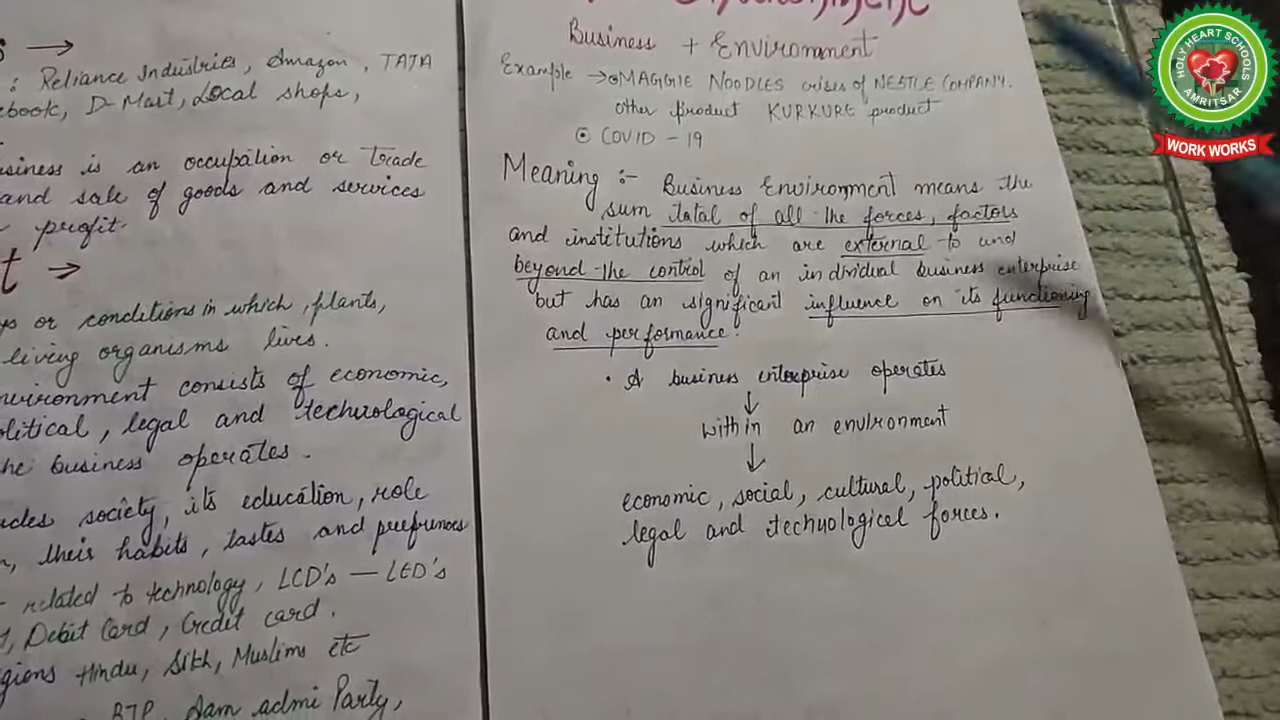 : Reliance Industries, Amazon, TATA
ebook, D-Mart, Local shops,
usiness is an occupation or trade
and sale of goods and services
profit.
→
or conditions in which, plants,
living organisms lives.
nvironment consists of economic,
olitical, legal and technological
he business operates.
udes society, its education, role
, their habits, tastes and prefrences
related to technology, LCD's — LED's
, Debit Card, Credit card.
gions Hindu, Sikh, Muslims etc
BJP, Aam admi Party,
Environment
Business + Environment
Example → ⊙ MAGGIE NOODLES crises of NESTLE COMPANY.
other product KURKURE product
⊙ COVID - 19
Meaning :- Business Environment means the
sum total of all the forces, factors
and institutions which are external to and
beyond the control of an individual business enterprise
but has an significant influence on its functioning
and performance.
• A business enterprise operates
↓
within an environment
↓
economic, social, cultural, political,
legal and technological forces.
HOLY HEART SCHOOLS
AMRITSAR
WORK WORKS